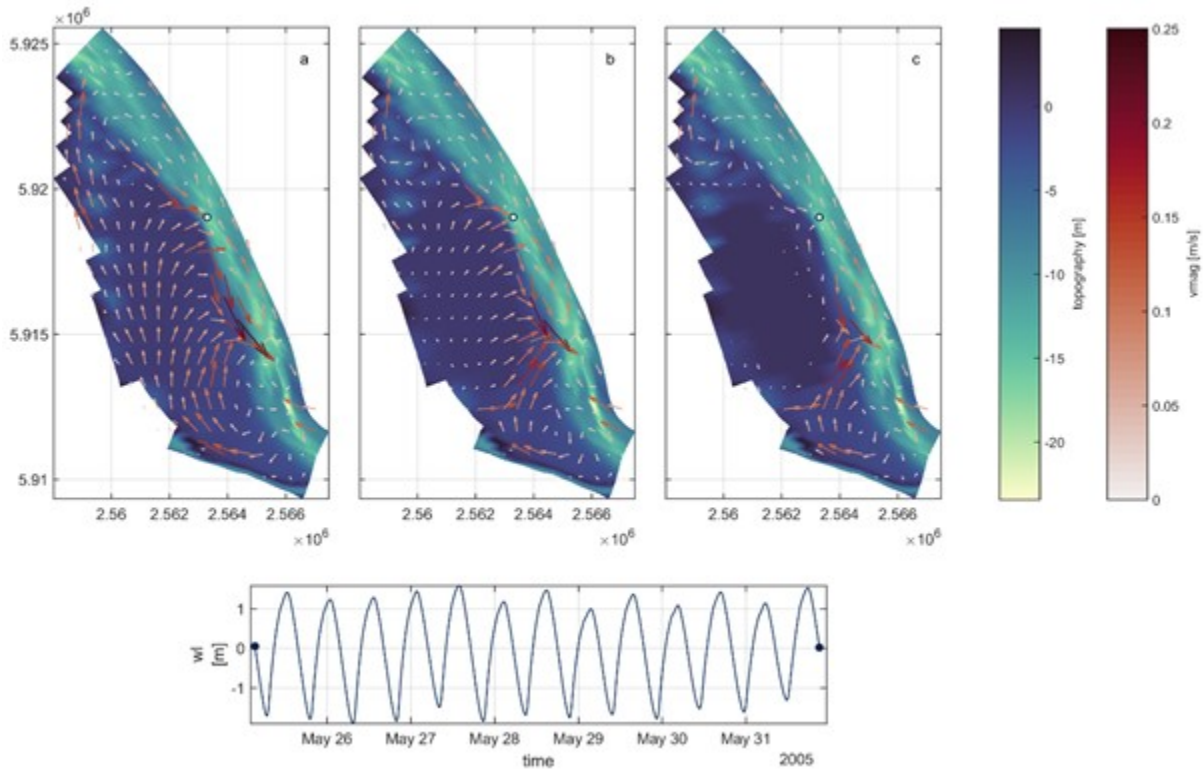 ×10⁶
5.925
5.92
5.915
5.91
a
b
c
2.56 2.562 2.564 2.566
×10⁶
2.56 2.562 2.564 2.566
×10⁶
2.56 2.562 2.564 2.566
×10⁶
0
-5
-10
-15
-20
topography [m]
0.25
0.2
0.15
0.1
0.05
0
vmag [m/s]
wl
[m]
1
0
-1
May 26 May 27 May 28 May 29 May 30 May 31
time
2005